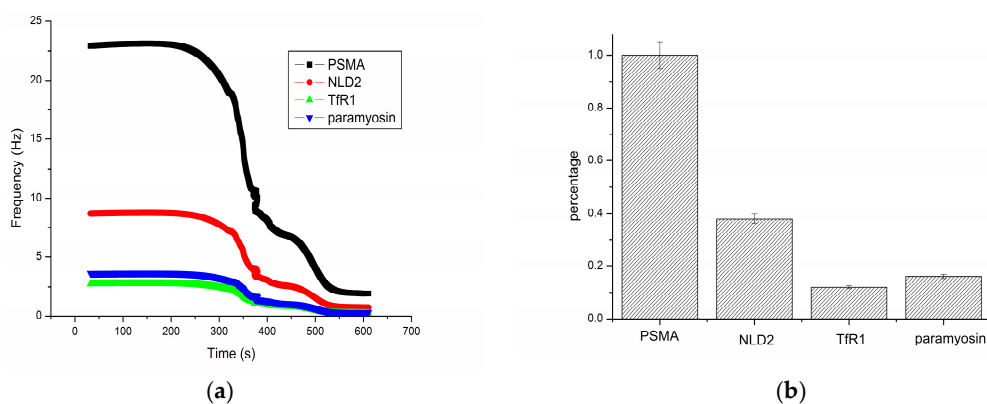 25
20
15
10
5
0
Frequency (Hz)
0 100 200 300 400 500 600 700
Time (s)
PSMA
NLD2
TfR1
paramyosin
(a)
1.0
0.8
0.6
0.4
0.2
0.0
percentage
PSMA NLD2 TfR1 paramyosin
(b)